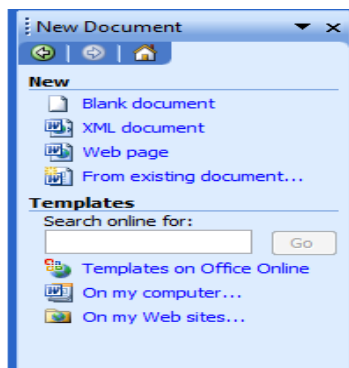 New Document
New
Blank document
XML document
Web page
From existing document...
Templates
Search online for:
Go
Templates on Office Online
On my computer...
On my Web sites...